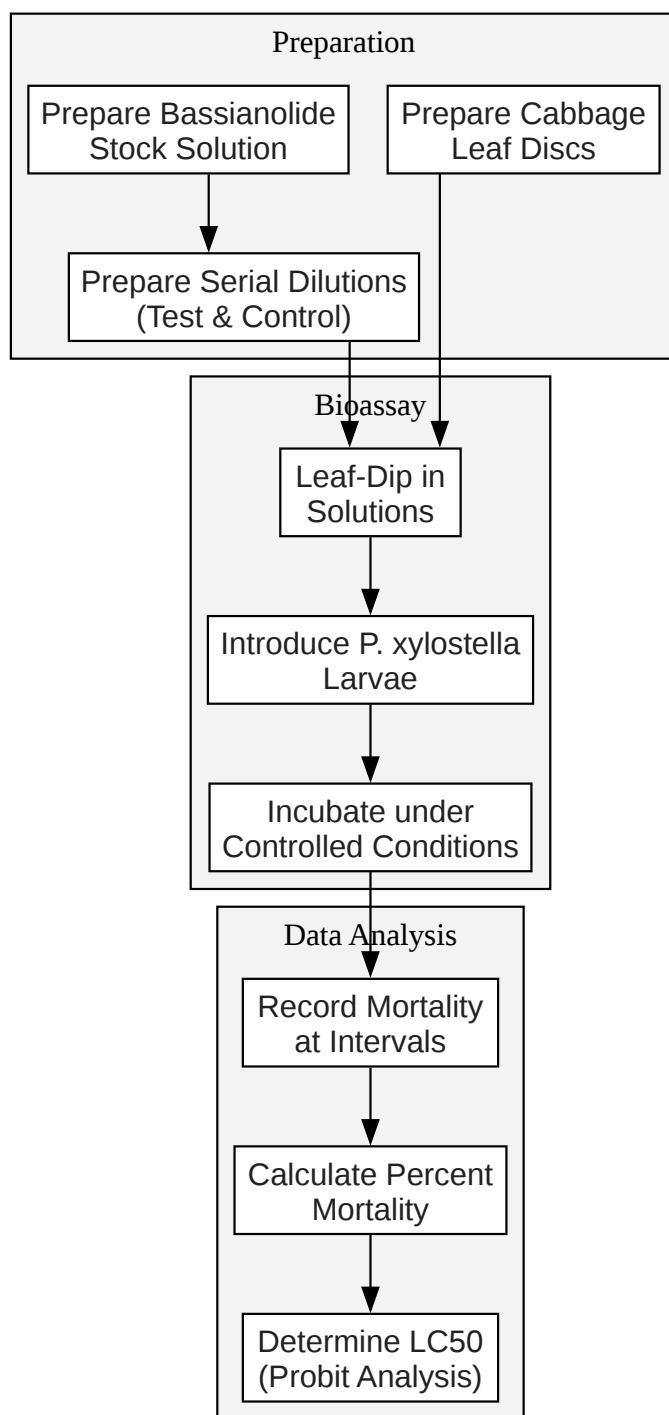 Preparation
Prepare Bassianolide
Stock Solution
Prepare Cabbage
Leaf Discs
Prepare Serial Dilutions
(Test & Control)
Bioassay
Leaf-Dip in
Solutions
Introduce P. xylostella
Larvae
Incubate under
Controlled Conditions
Data Analysis
Record Mortality
at Intervals
Calculate Percent
Mortality
Determine LC50
(Probit Analysis)